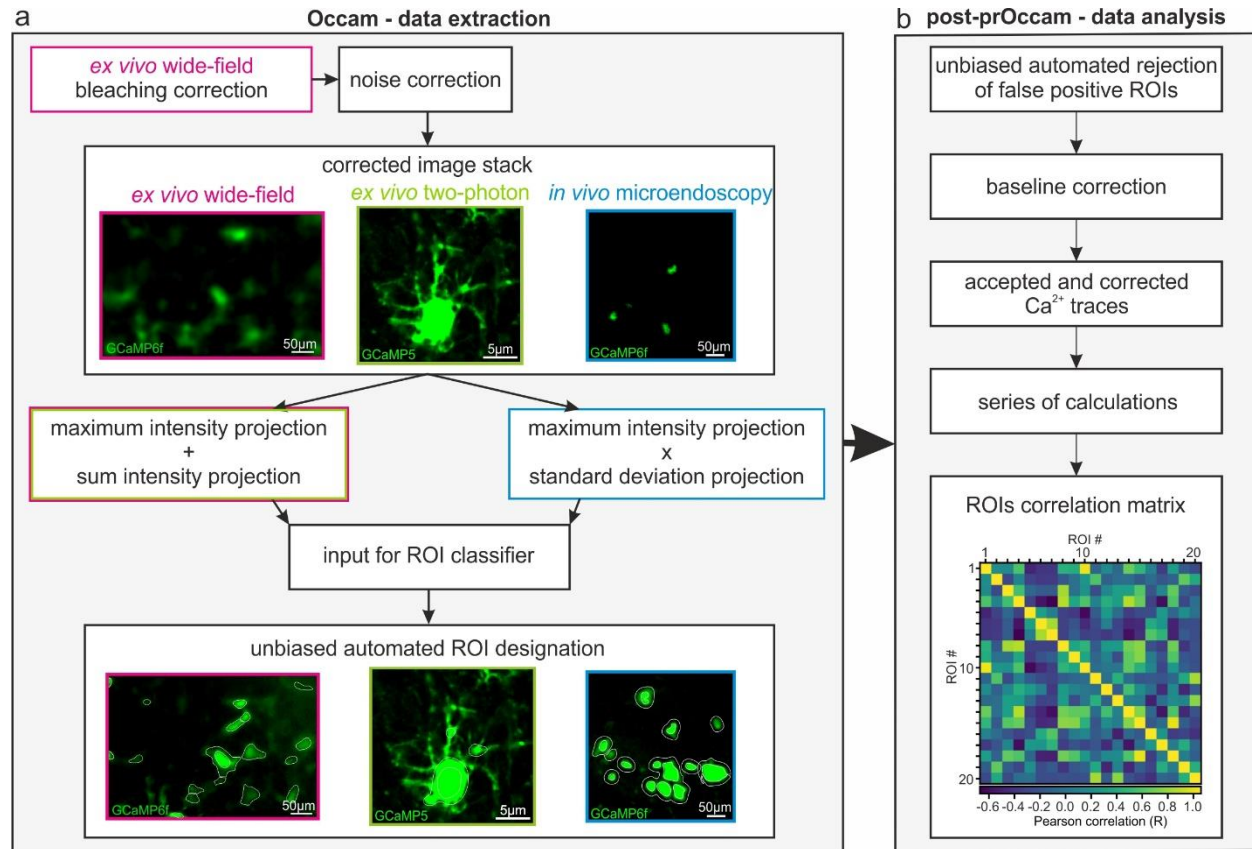 a
Occam - data extraction
ex vivo wide-field
bleaching correction
noise correction
corrected image stack
ex vivo wide-field
ex vivo two-photon
in vivo microendoscopy
GCaMP6f
50µm
GCaMP5
5µm
GCaMP6f
50µm
maximum intensity projection
+
sum intensity projection
maximum intensity projection
x
standard deviation projection
input for ROI classifier
unbiased automated ROI designation
GCaMP6f
50µm
GCaMP5
5µm
GCaMP6f
50µm
b
post-prOccam - data analysis
unbiased automated rejection
of false positive ROIs
baseline correction
accepted and corrected
Ca²⁺ traces
series of calculations
ROIs correlation matrix
ROI #
1 10 20
1
ROI #
10
20
-0.6 -0.4 -0.2 0.0 0.2 0.4 0.6 0.8 1.0
Pearson correlation (R)